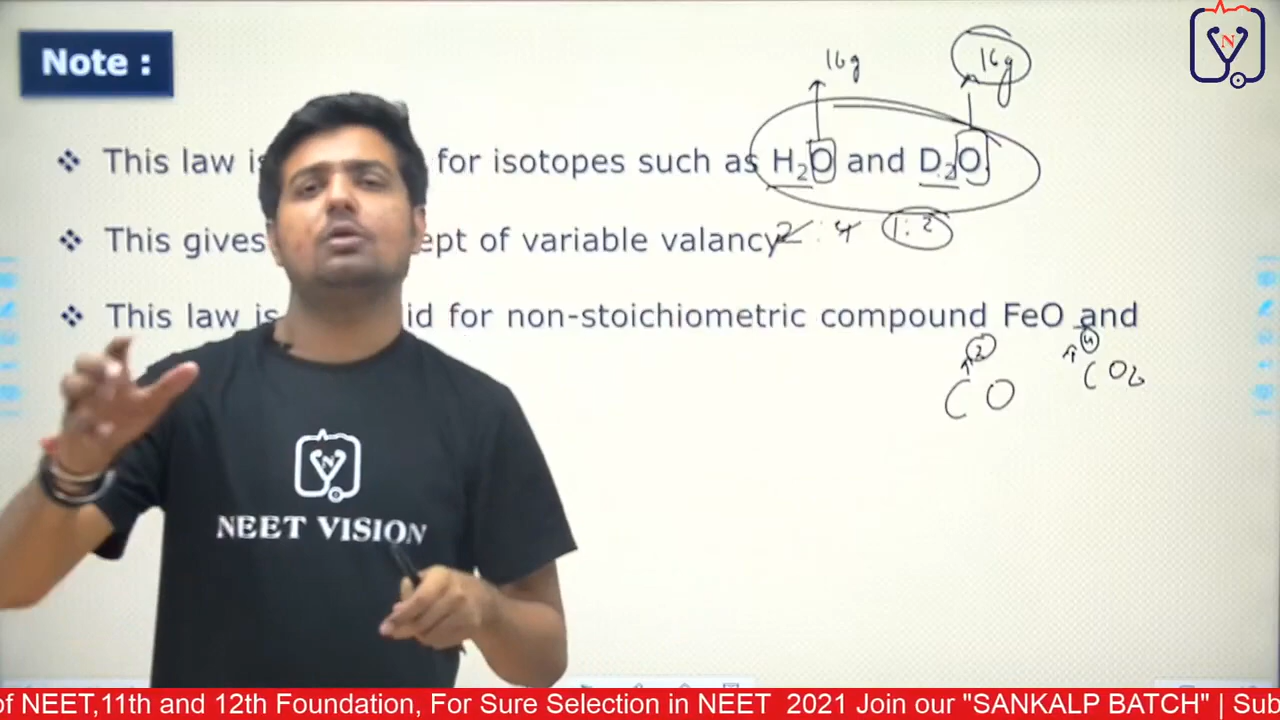 Note :
16g
16g
This law is for isotopes such as H₂O and D₂O.
This gives ept of variable valancy
2 : 4 1 : 2
This law is id for non-stoichiometric compound FeO and
2
4
CO
CO₂
N
N
NEET VISION
of NEET,11th and 12th Foundation, For Sure Selection in NEET 2021 Join our "SANKALP BATCH" | Sub